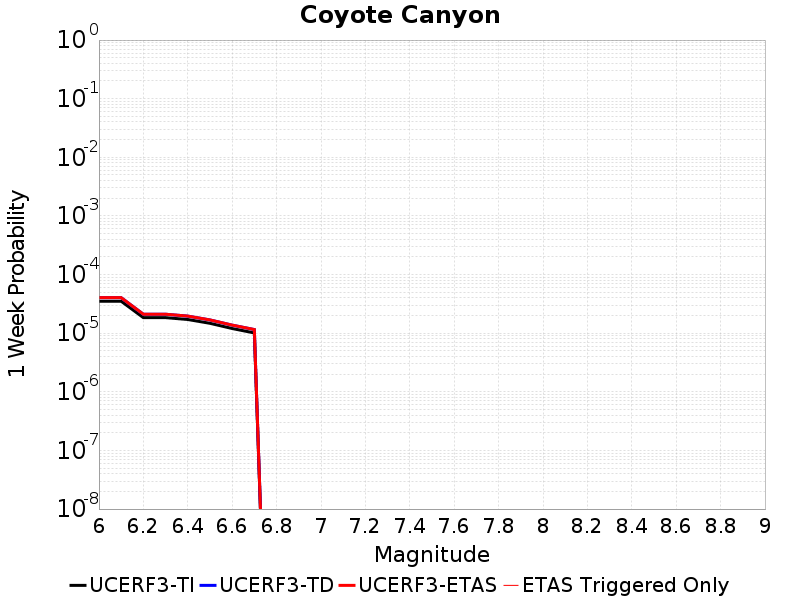 Coyote Canyon
1 Week Probability
10^0
10^-1
10^-2
10^-3
10^-4
10^-5
10^-6
10^-7
10^-8
6 6.2 6.4 6.6 6.8 7 7.2 7.4 7.6 7.8 8 8.2 8.4 8.6 8.8 9
Magnitude
UCERF3-TI UCERF3-TD UCERF3-ETAS ETAS Triggered Only